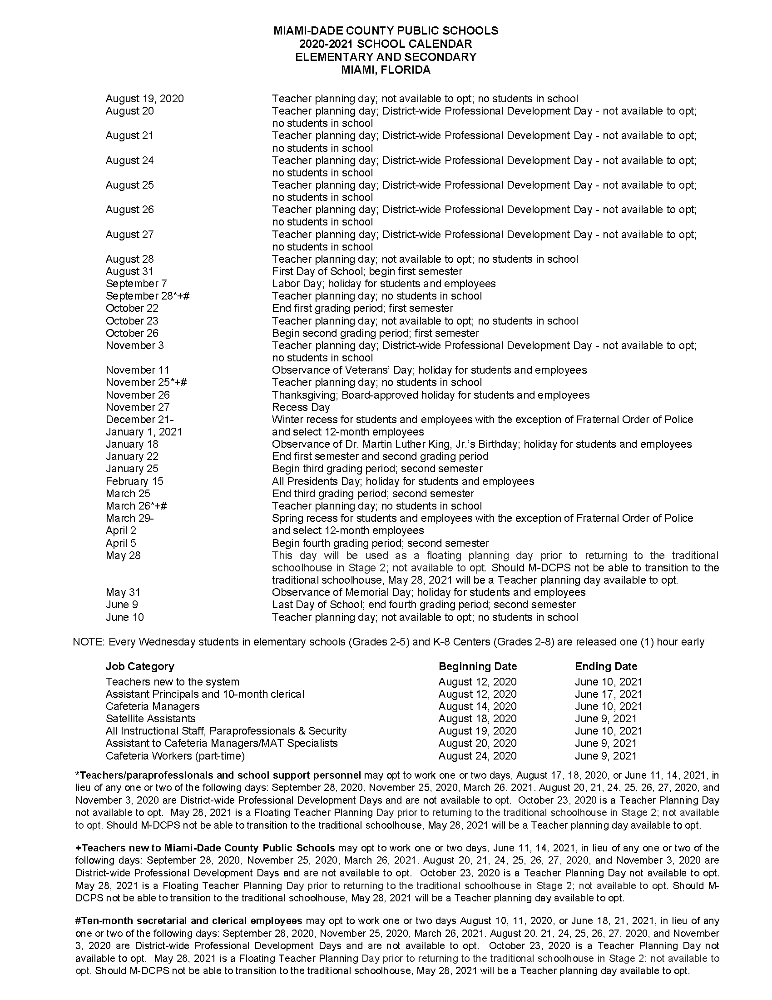 MIAMI-DADE COUNTY PUBLIC SCHOOLS
2020-2021 SCHOOL CALENDAR
ELEMENTARY AND SECONDARY
MIAMI, FLORIDA
August 19, 2020 Teacher planning day; not available to opt; no students in school
August 20 Teacher planning day; District-wide Professional Development Day - not available to opt;
no students in school
August 21 Teacher planning day; District-wide Professional Development Day - not available to opt;
no students in school
August 24 Teacher planning day; District-wide Professional Development Day - not available to opt;
no students in school
August 25 Teacher planning day; District-wide Professional Development Day - not available to opt;
no students in school
August 26 Teacher planning day; District-wide Professional Development Day - not available to opt;
no students in school
August 27 Teacher planning day; District-wide Professional Development Day - not available to opt;
no students in school
August 28 Teacher planning day; not available to opt; no students in school
August 31 First Day of School; begin first semester
September 7 Labor Day; holiday for students and employees
September 28*+# Teacher planning day; no students in school
October 22 End first grading period; first semester
October 23 Teacher planning day; not available to opt; no students in school
October 26 Begin second grading period; first semester
November 3 Teacher planning day; District-wide Professional Development Day - not available to opt;
no students in school
November 11 Observance of Veterans’ Day; holiday for students and employees
November 25*+# Teacher planning day; no students in school
November 26 Thanksgiving; Board-approved holiday for students and employees
November 27 Recess Day
December 21- Winter recess for students and employees with the exception of Fraternal Order of Police
January 1, 2021 and select 12-month employees
January 18 Observance of Dr. Martin Luther King, Jr.’s Birthday; holiday for students and employees
January 22 End first semester and second grading period
January 25 Begin third grading period; second semester
February 15 All Presidents Day; holiday for students and employees
March 25 End third grading period; second semester
March 26*+# Teacher planning day; no students in school
March 29- Spring recess for students and employees with the exception of Fraternal Order of Police
April 2 and select 12-month employees
April 5 Begin fourth grading period; second semester
May 28 This day will be used as a floating planning day prior to returning to the traditional
schoolhouse in Stage 2; not available to opt. Should M-DCPS not be able to transition to the
traditional schoolhouse, May 28, 2021 will be a Teacher planning day available to opt.
May 31 Observance of Memorial Day; holiday for students and employees
June 9 Last Day of School; end fourth grading period; second semester
June 10 Teacher planning day; not available to opt; no students in school
NOTE: Every Wednesday students in elementary schools (Grades 2-5) and K-8 Centers (Grades 2-8) are released one (1) hour early
Job Category Beginning Date Ending Date
Teachers new to the system August 12, 2020 June 10, 2021
Assistant Principals and 10-month clerical August 12, 2020 June 17, 2021
Cafeteria Managers August 14, 2020 June 10, 2021
Satellite Assistants August 18, 2020 June 9, 2021
All Instructional Staff, Paraprofessionals & Security August 19, 2020 June 10, 2021
Assistant to Cafeteria Managers/MAT Specialists August 20, 2020 June 9, 2021
Cafeteria Workers (part-time) August 24, 2020 June 9, 2021
*Teachers/paraprofessionals and school support personnel may opt to work one or two days, August 17, 18, 2020, or June 11, 14, 2021, in
lieu of any one or two of the following days: September 28, 2020, November 25, 2020, March 26, 2021. August 20, 21, 24, 25, 26, 27, 2020, and
November 3, 2020 are District-wide Professional Development Days and are not available to opt. October 23, 2020 is a Teacher Planning Day
not available to opt. May 28, 2021 is a Floating Teacher Planning Day prior to returning to the traditional schoolhouse in Stage 2; not available
to opt. Should M-DCPS not be able to transition to the traditional schoolhouse, May 28, 2021 will be a Teacher planning day available to opt.
+Teachers new to Miami-Dade County Public Schools may opt to work one or two days, June 11, 14, 2021, in lieu of any one or two of the
following days: September 28, 2020, November 25, 2020, March 26, 2021. August 20, 21, 24, 25, 26, 27, 2020, and November 3, 2020 are
District-wide Professional Development Days and are not available to opt. October 23, 2020 is a Teacher Planning Day not available to opt.
May 28, 2021 is a Floating Teacher Planning Day prior to returning to the traditional schoolhouse in Stage 2; not available to opt. Should M-
DCPS not be able to transition to the traditional schoolhouse, May 28, 2021 will be a Teacher planning day available to opt.
#Ten-month secretarial and clerical employees may opt to work one or two days August 10, 11, 2020, or June 18, 21, 2021, in lieu of any
one or two of the following days: September 28, 2020, November 25, 2020, March 26, 2021. August 20, 21, 24, 25, 26, 27, 2020, and November
3, 2020 are District-wide Professional Development Days and are not available to opt. October 23, 2020 is a Teacher Planning Day not
available to opt. May 28, 2021 is a Floating Teacher Planning Day prior to returning to the traditional schoolhouse in Stage 2; not available to
opt. Should M-DCPS not be able to transition to the traditional schoolhouse, May 28, 2021 will be a Teacher planning day available to opt.